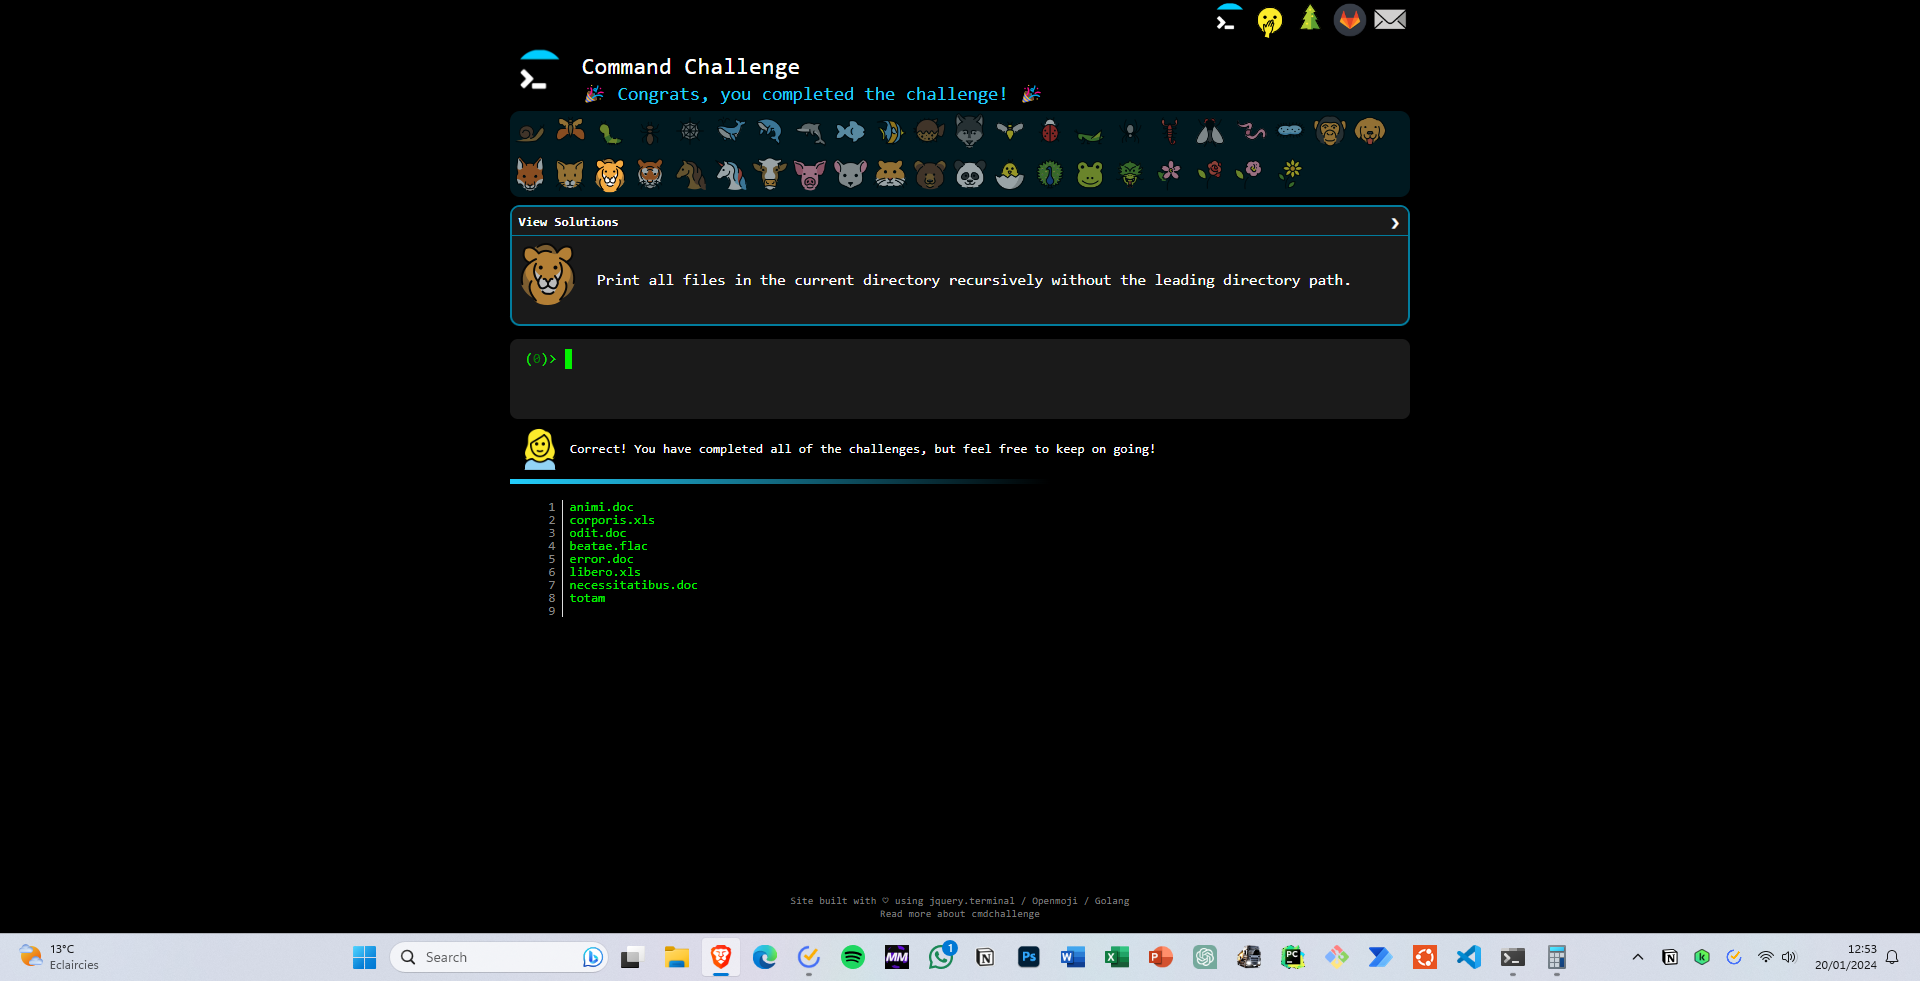 Command Challenge
🎉 Congrats, you completed the challenge! 🎉
View Solutions
Print all files in the current directory recursively without the leading directory path.
(0)>
Correct! You have completed all of the challenges, but feel free to keep on going!
1 animi.doc
2 corporis.xls
3 odit.doc
4 beatae.flac
5 error.doc
6 libero.xls
7 necessitatibus.doc
8 totam
9
Site built with ♡ using jquery.terminal / Openmoji / Golang
Read more about cmdchallenge
13°C
Eclaircies
Search
MM
1
Ps
W
X
P
PC
12:53
20/01/2024